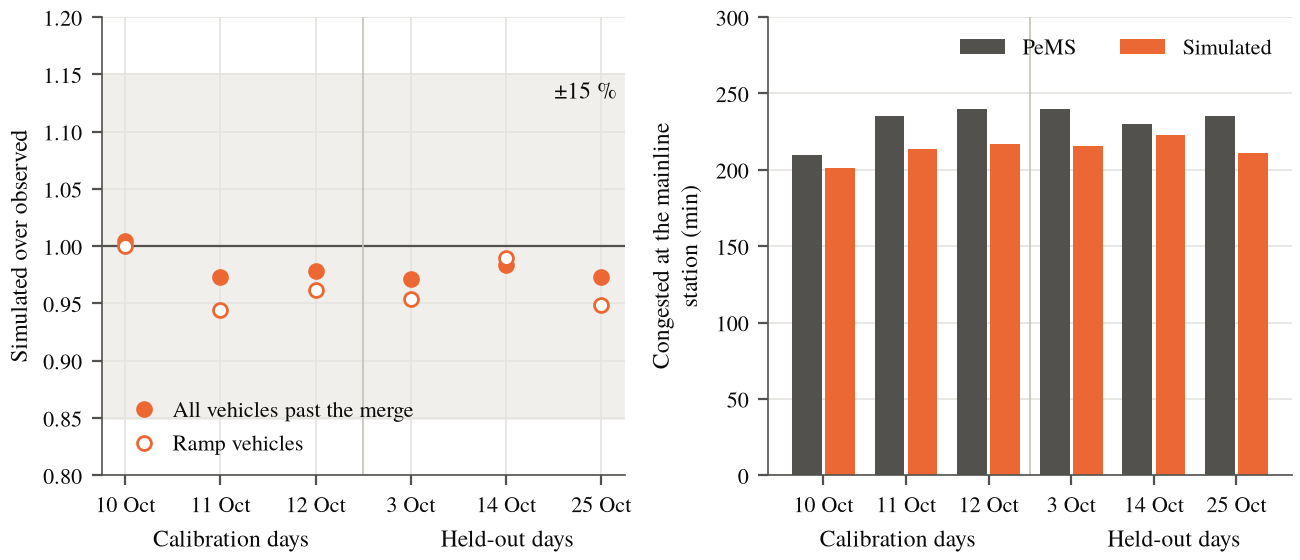 Simulated over observed
1.20
1.15
1.10
1.05
1.00
0.95
0.90
0.85
0.80
±15 %
All vehicles past the merge
Ramp vehicles
10 Oct
11 Oct
12 Oct
3 Oct
14 Oct
25 Oct
Calibration days
Held-out days
Congested at the mainline
station (min)
300
250
200
150
100
50
0
PeMS
Simulated
10 Oct
11 Oct
12 Oct
3 Oct
14 Oct
25 Oct
Calibration days
Held-out days